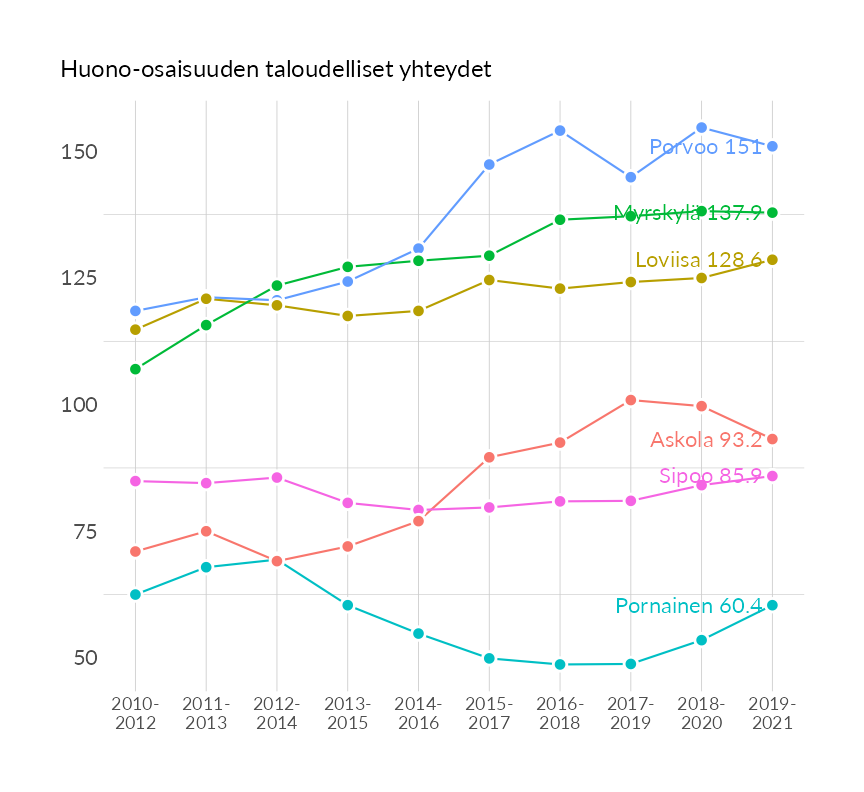 Huono-osaisuuden taloudelliset yhteydet
150
125
100
75
50
Porvoo 151
Myrskylä 137.9
Loviisa 128.6
Askola 93.2
Sipoo 85.9
Pornainen 60.4
2010- 2011- 2012- 2013- 2014- 2015- 2016- 2017- 2018- 2019-
2012 2013 2014 2015 2016 2017 2018 2019 2020 2021